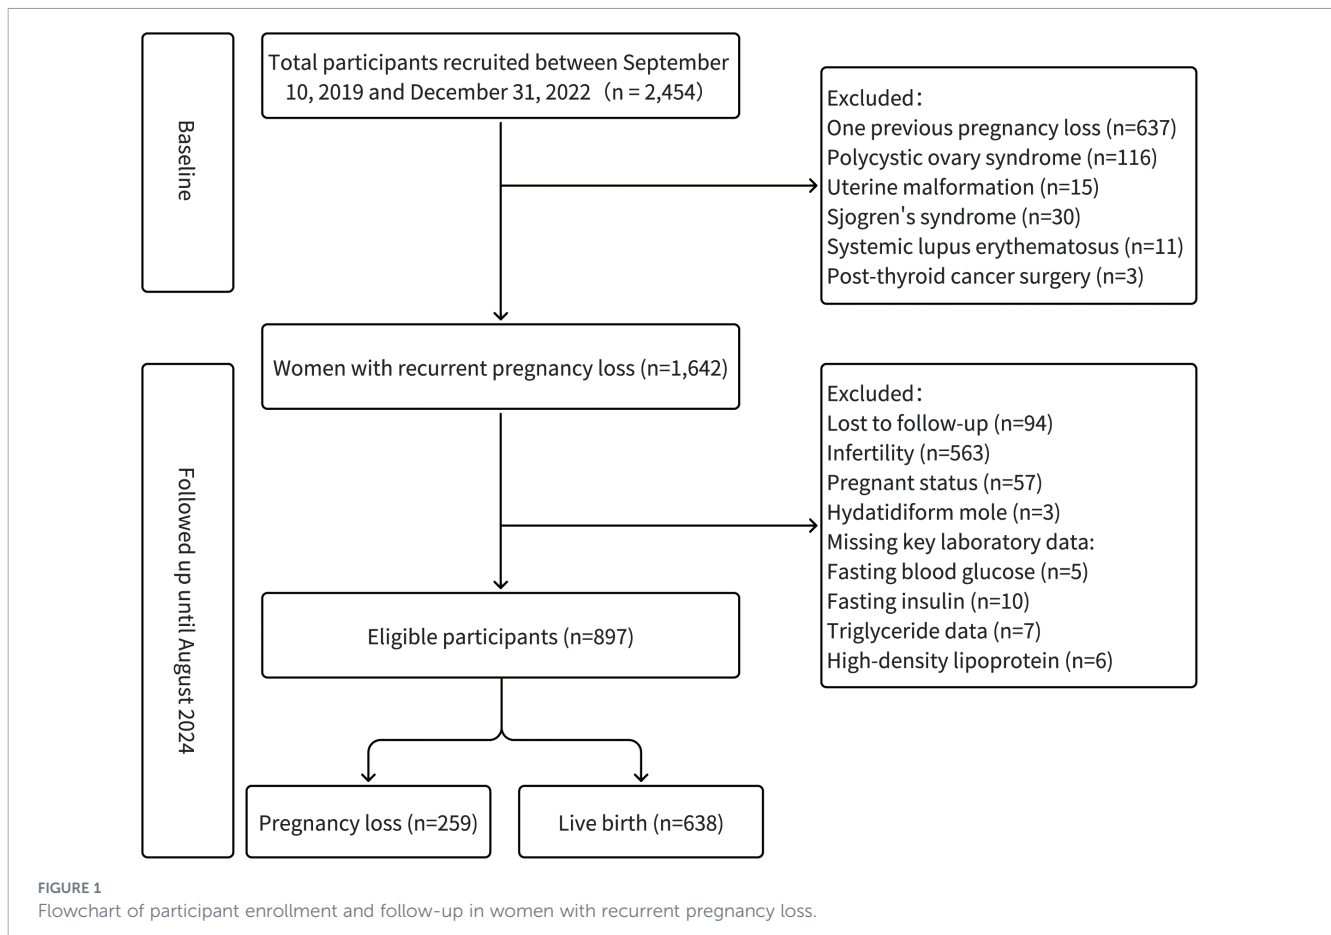 Baseline
Total participants recruited between September
10, 2019 and December 31, 2022（n = 2,454）
Excluded：
One previous pregnancy loss (n=637)
Polycystic ovary syndrome (n=116)
Uterine malformation (n=15)
Sjogren's syndrome (n=30)
Systemic lupus erythematosus (n=11)
Post-thyroid cancer surgery (n=3)
Women with recurrent pregnancy loss (n=1,642)
Followed up until August 2024
Excluded：
Lost to follow-up (n=94)
Infertility (n=563)
Pregnant status (n=57)
Hydatidiform mole (n=3)
Missing key laboratory data:
Fasting blood glucose (n=5)
Fasting insulin (n=10)
Triglyceride data (n=7)
High-density lipoprotein (n=6)
Eligible participants (n=897)
Pregnancy loss (n=259)
Live birth (n=638)
FIGURE 1
Flowchart of participant enrollment and follow-up in women with recurrent pregnancy loss.